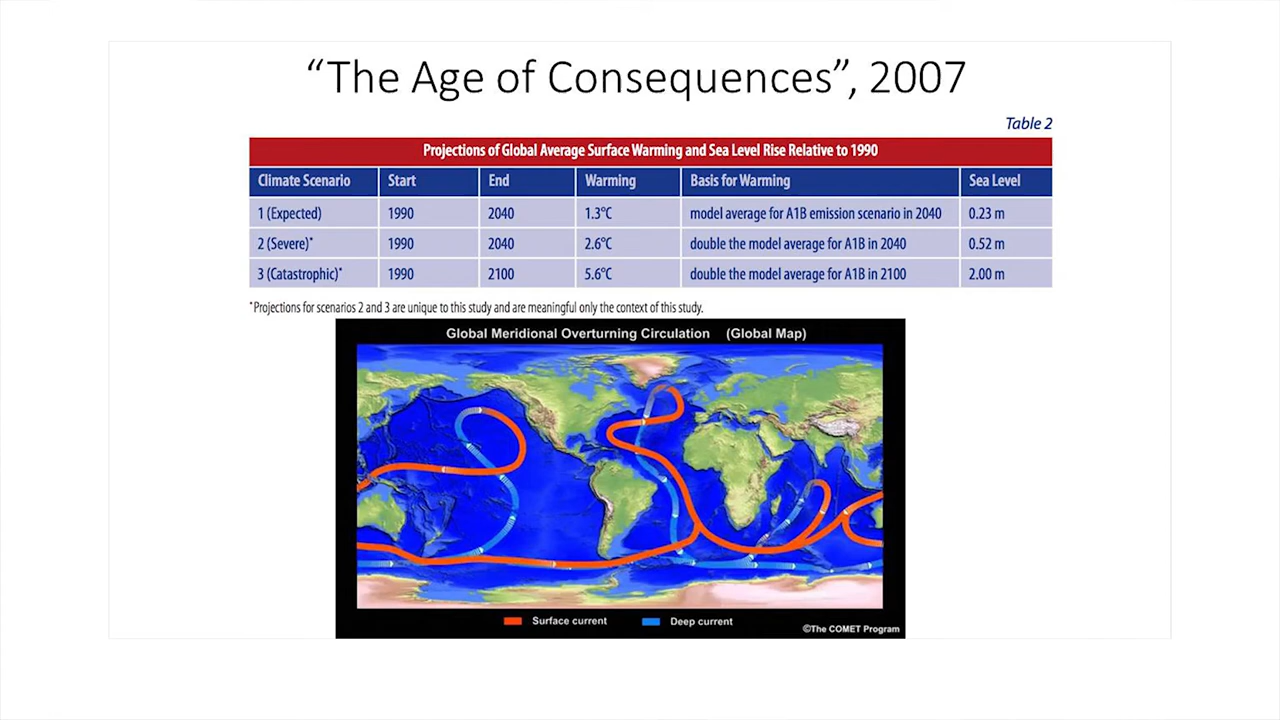 “The Age of Consequences”, 2007
Table 2
Projections of Global Average Surface Warming and Sea Level Rise Relative to 1990
Climate Scenario Start End Warming Basis for Warming Sea Level
1 (Expected) 1990 2040 1.3°C model average for A1B emission scenario in 2040 0.23 m
2 (Severe)* 1990 2040 2.6°C double the model average for A1B in 2040 0.52 m
3 (Catastrophic)* 1990 2100 5.6°C double the model average for A1B in 2100 2.00 m
*Projections for scenarios 2 and 3 are unique to this study and are meaningful only the context of this study.
Global Meridional Overturning Circulation (Global Map)
Surface current Deep current
©The COMET Program